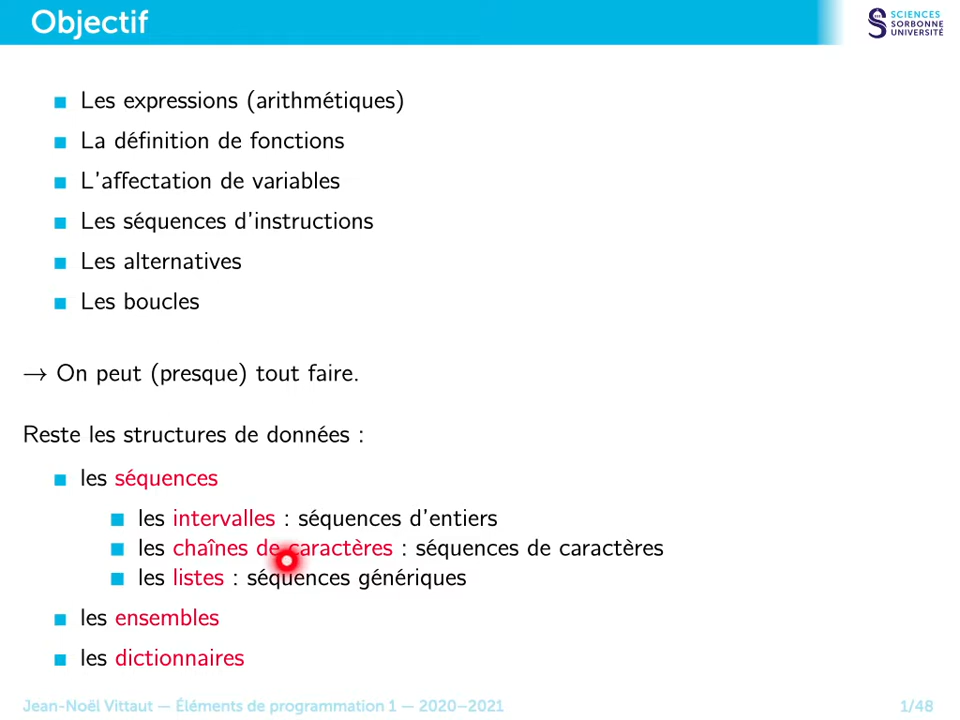 Objectif
SCIENCES
SORBONNE
UNIVERSITÉ
Les expressions (arithmétiques)
La définition de fonctions
L'affectation de variables
Les séquences d'instructions
Les alternatives
Les boucles
→ On peut (presque) tout faire.
Reste les structures de données :
les séquences
les intervalles : séquences d'entiers
les chaînes de caractères : séquences de caractères
les listes : séquences génériques
les ensembles
les dictionnaires
Jean-Noël Vittaut — Éléments de programmation 1 — 2020–2021
1/48